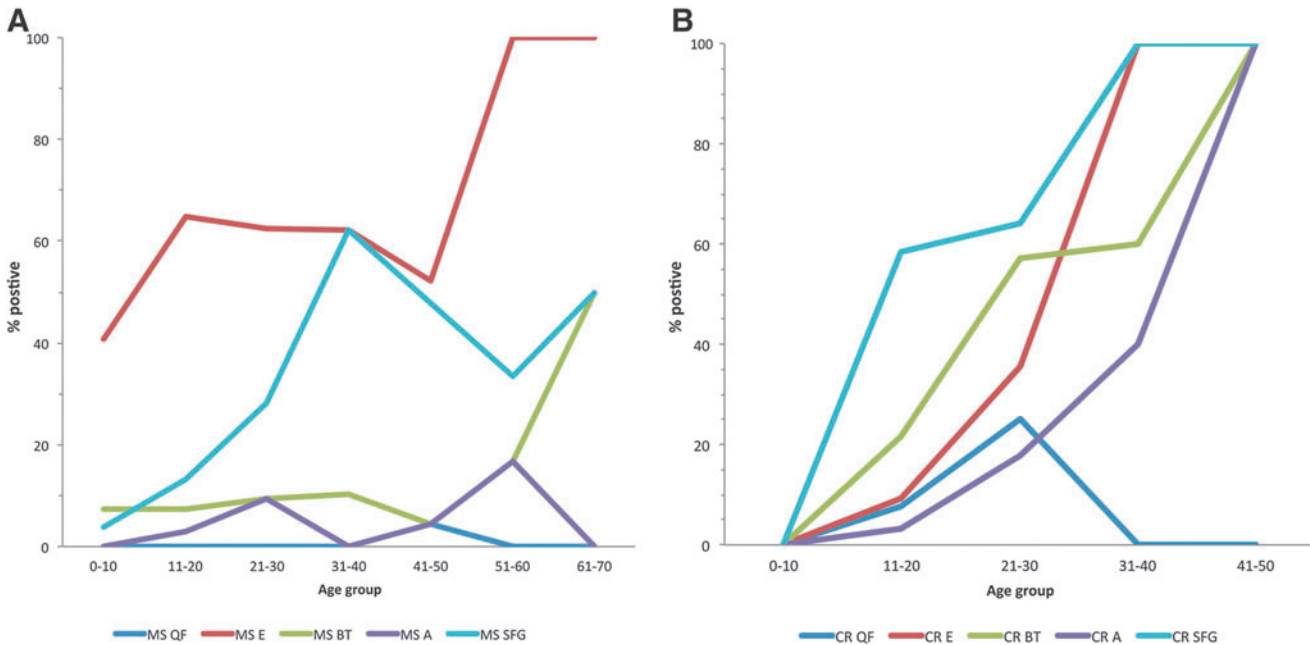 A
B
100
80
60
40
20
0
% postive
0-10 11-20 21-30 31-40 41-50 51-60 61-70
Age group
MS QF MS E MS BT MS A MS SFG
100
80
60
40
20
0
% postive
0-10 11-20 21-30 31-40 41-50
Age group
CR QF CR E CR BT CR A CR SFG